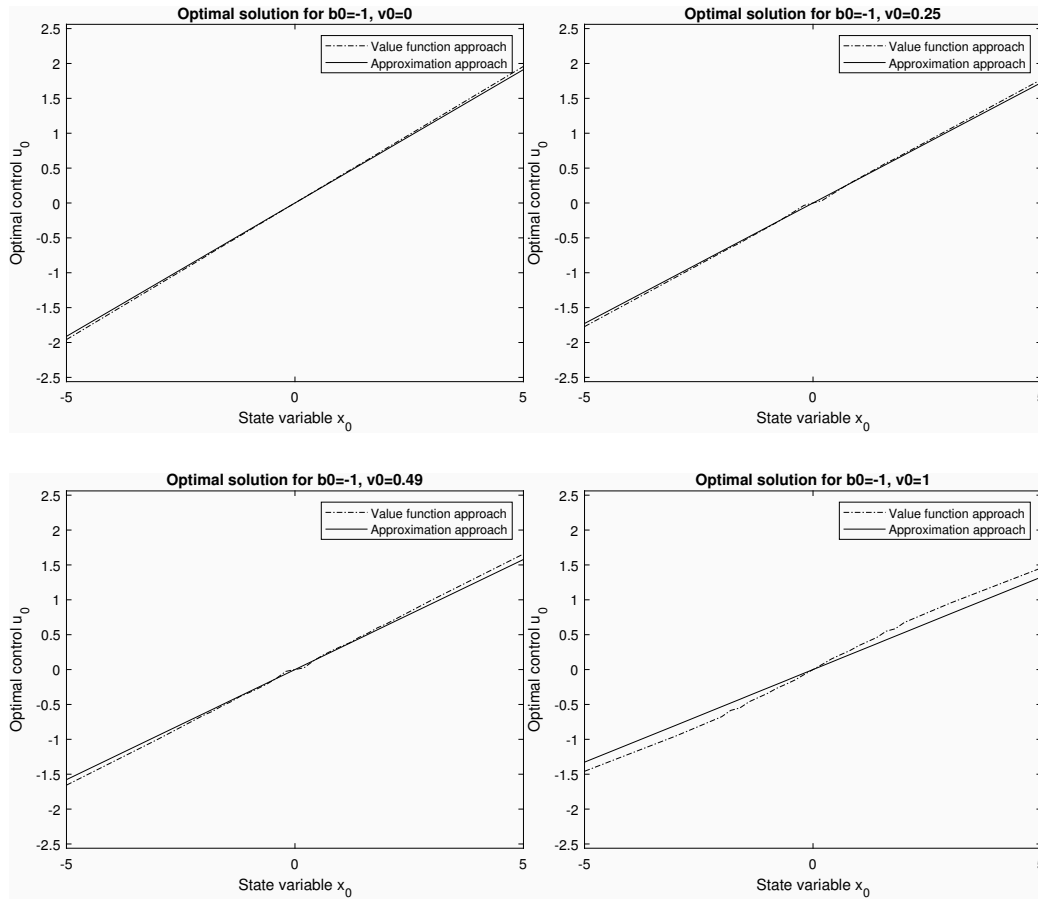 Optimal solution for b0=-1, v0=0
2.5
2
1.5
1
0.5
0
-0.5
-1
-1.5
-2
-2.5
Optimal control u0
Value function approach
Approximation approach
-5
0
5
State variable x0
Optimal solution for b0=-1, v0=0.25
2.5
2
1.5
1
0.5
0
-0.5
-1
-1.5
-2
-2.5
Optimal control u0
Value function approach
Approximation approach
-5
0
State variable x0
Optimal solution for b0=-1, v0=0.49
2.5
2
1.5
1
0.5
0
-0.5
-1
-1.5
-2
-2.5
Optimal control u0
Value function approach
Approximation approach
-5
0
5
State variable x0
Optimal solution for b0=-1, v0=1
2.5
2
1.5
1
0.5
0
-0.5
-1
-1.5
-2
-2.5
Optimal control u0
Value function approach
Approximation approach
-5
0
State variable x0